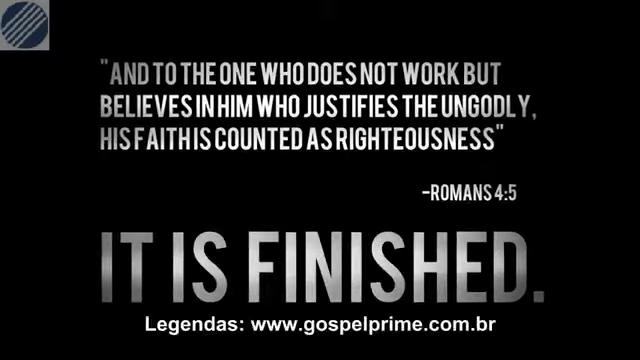 "AND TO THE ONE WHO DOES NOT WORK BUT
BELIEVES IN HIM WHO JUSTIFIES THE UNGODLY,
HIS FAITH IS COUNTED AS RIGHTEOUSNESS"
-ROMANS 4:5
IT IS FINISHED.
Legendas: www.gospelprime.com.br